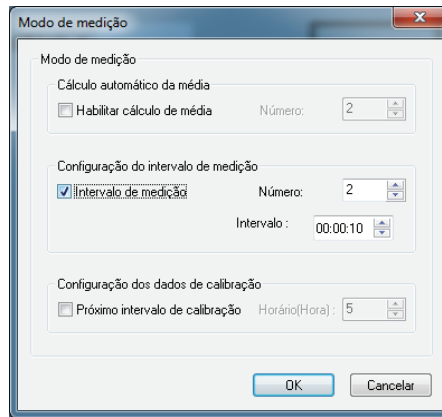 Modo de medição
Modo de medição
Cálculo automático da média
Habilitar cálculo de média Número: 2
Configuração do intervalo de medição
Intervalo de medição Número: 2
Intervalo : 00:00:10
Configuração dos dados de calibração
Próximo intervalo de calibração Horário(Hora) : 5
OK Cancelar